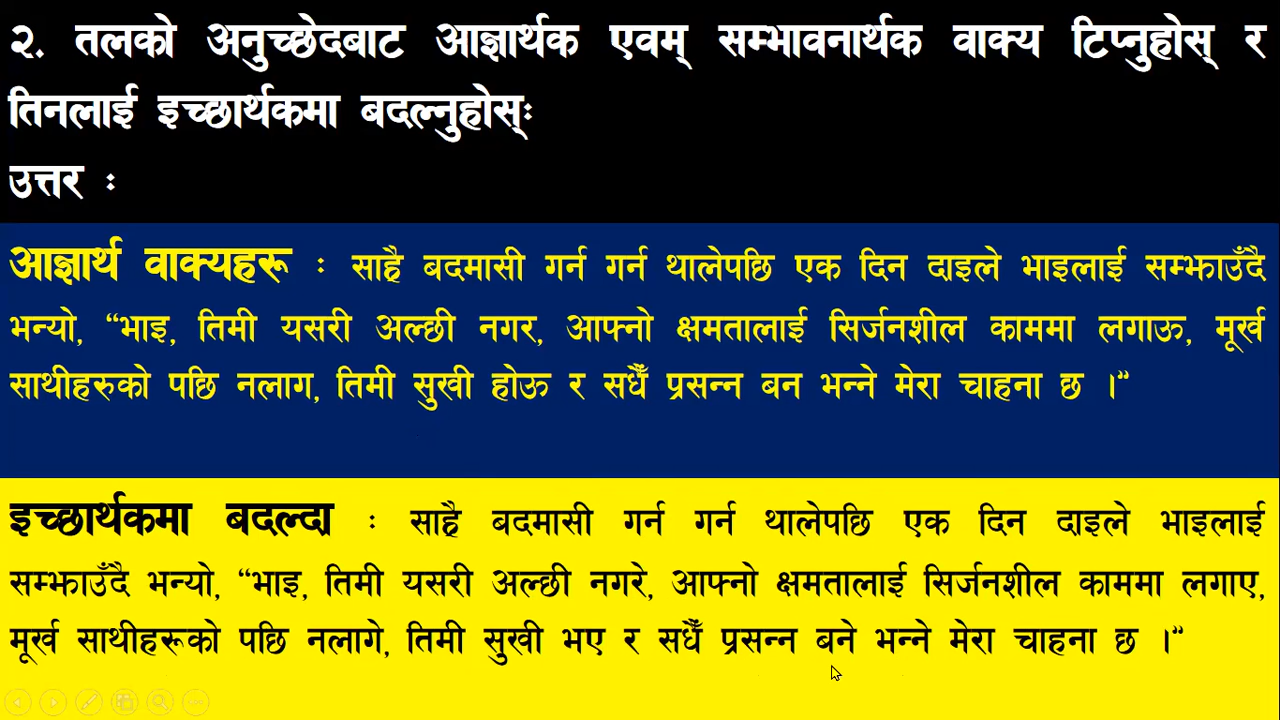 २. तलको अनुच्छेदबाट आज्ञार्थक एवम् सम्भावनार्थक वाक्य टिप्नुहोस् र
तिनलाई इच्छार्थकमा बदल्नुहोस्ः
उत्तर :
आज्ञार्थ वाक्यहरू : साह्रै बदमासी गर्न गर्न थालेपछि एक दिन दाइले भाइलाई सम्झाउँदै
भन्यो, “भाइ, तिमी यसरी अल्छी नगर, आफ्नो क्षमतालाई सिर्जनशील काममा लगाऊ, मूर्ख
साथीहरुको पछि नलाग, तिमी सुखी होऊ र सधैँ प्रसन्न बन भन्ने मेरा चाहना छ ।”
इच्छार्थकमा बदल्दा : साह्रै बदमासी गर्न गर्न थालेपछि एक दिन दाइले भाइलाई
सम्झाउँदै भन्यो, “भाइ, तिमी यसरी अल्छी नगरे, आफ्नो क्षमतालाई सिर्जनशील काममा लगाए,
मूर्ख साथीहरूको पछि नलागे, तिमी सुखी भए र सधैँ प्रसन्न बने भन्ने मेरा चाहना छ ।”